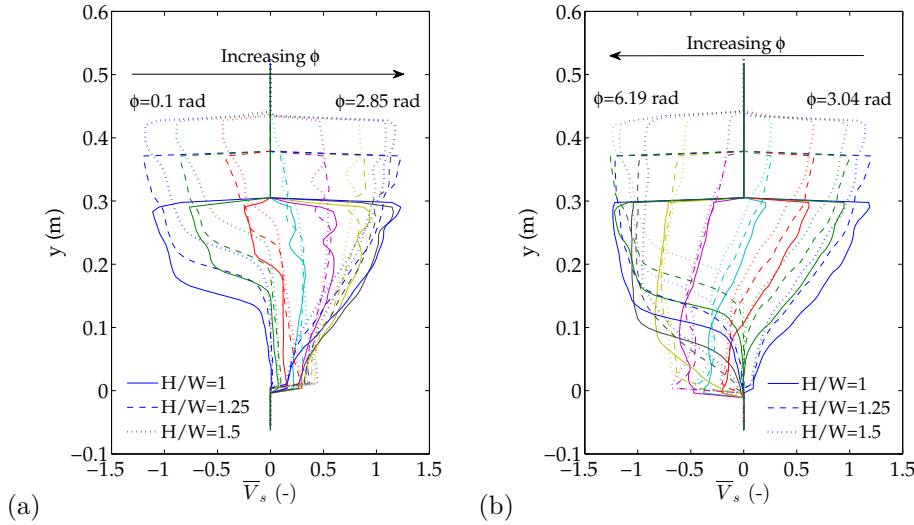 0.6
Increasing ϕ
0.5
ϕ=0.1 rad
ϕ=2.85 rad
0.4
y (m)
0.3
0.2
0.1
0
H/W=1
H/W=1.25
H/W=1.5
−0.1
−1.5 −1 −0.5 0 0.5 1 1.5
(a)
V̅s (-)
0.6
Increasing ϕ
0.5
ϕ=6.19 rad
ϕ=3.04 rad
0.4
y (m)
0.3
0.2
0.1
0
H/W=1
H/W=1.25
H/W=1.5
−0.1
−1.5 −1 −0.5 0 0.5 1 1.5
(b)
V̅s (-)